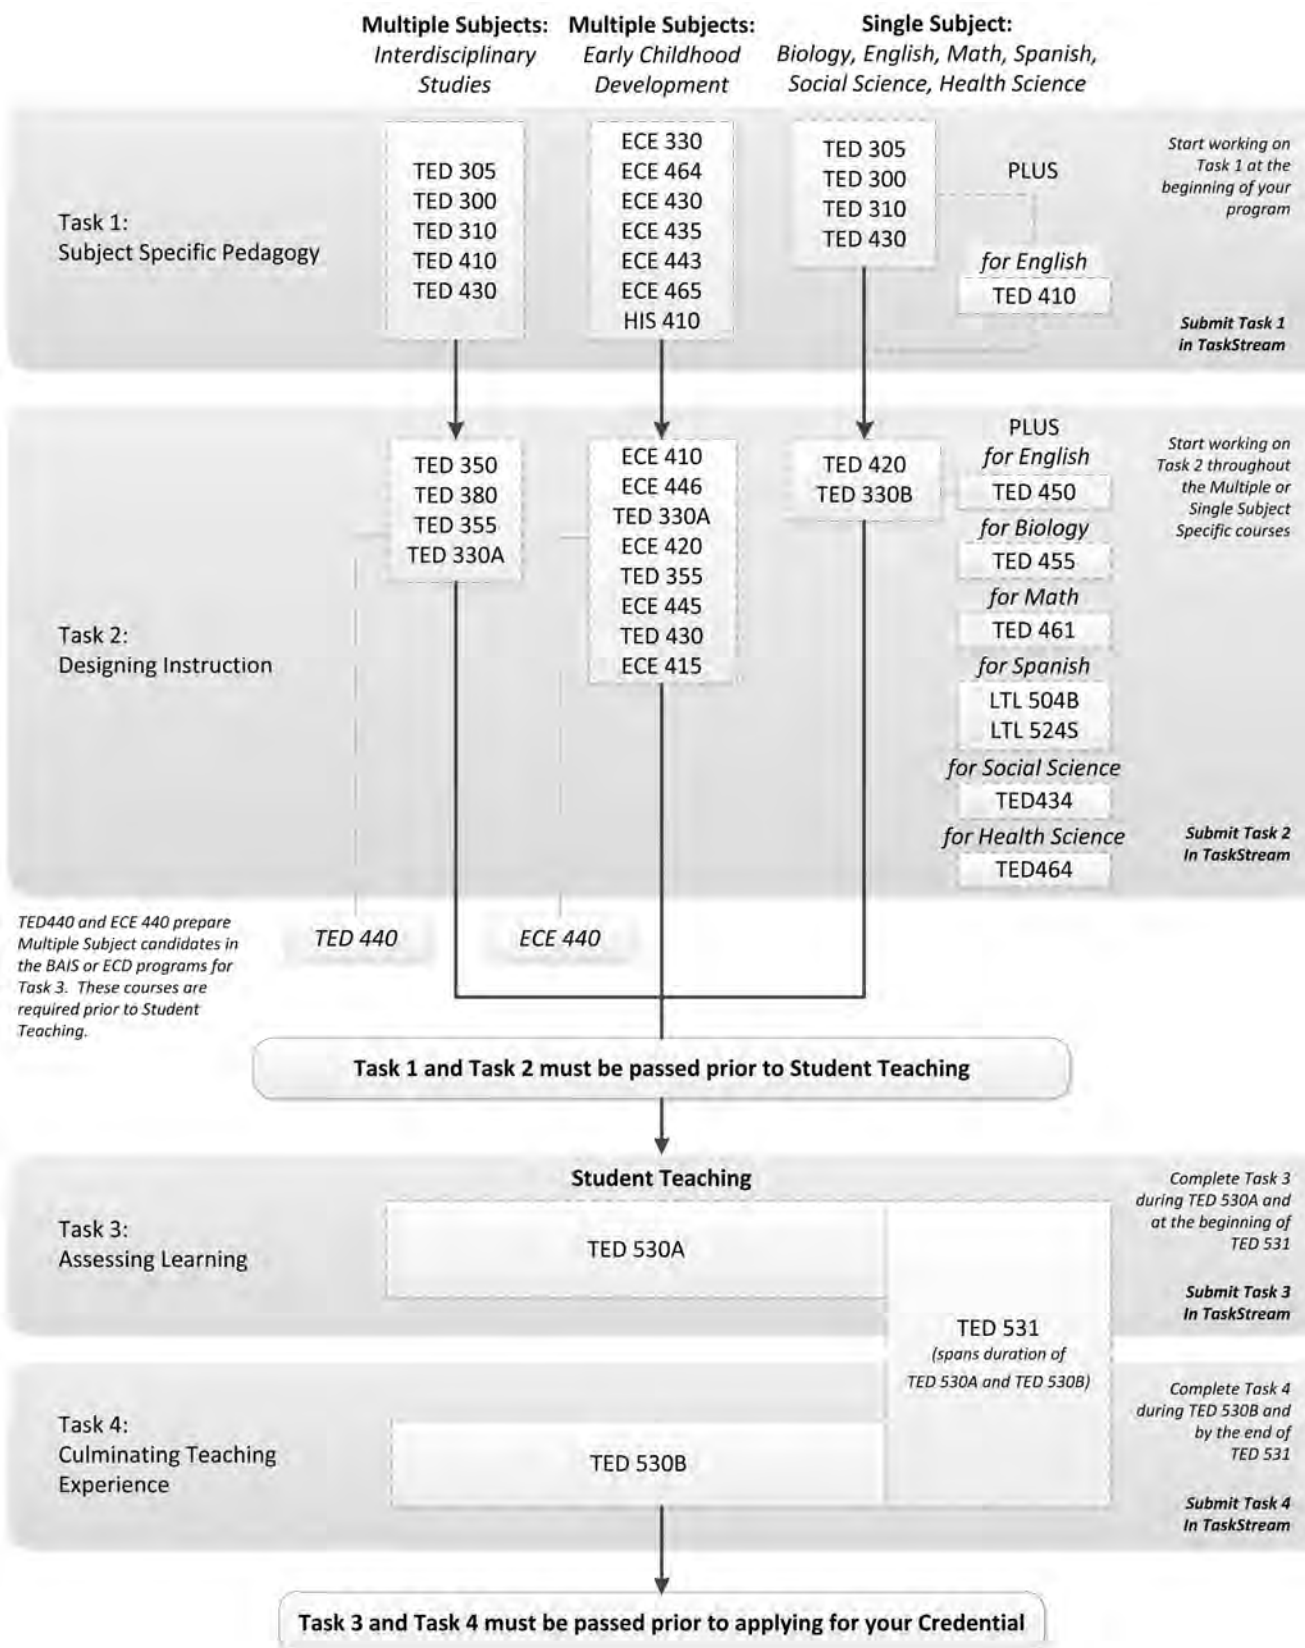 Multiple Subjects:
Interdisciplinary
Studies
Multiple Subjects:
Early Childhood
Development
Single Subject:
Biology, English, Math, Spanish,
Social Science, Health Science
Task 1:
Subject Specific Pedagogy
TED 305
TED 300
TED 310
TED 410
TED 430
ECE 330
ECE 464
ECE 430
ECE 435
ECE 443
ECE 465
HIS 410
TED 305
TED 300
TED 310
TED 430
PLUS
for English
TED 410
Start working on
Task 1 at the
beginning of your
program
Submit Task 1
in TaskStream
Task 2:
Designing Instruction
TED 350
TED 380
TED 355
TED 330A
ECE 410
ECE 446
TED 330A
ECE 420
TED 355
ECE 445
TED 430
ECE 415
TED 420
TED 330B
PLUS
for English
TED 450
for Biology
TED 455
for Math
TED 461
for Spanish
LTL 504B
LTL 524S
for Social Science
TED434
for Health Science
TED464
Start working on
Task 2 throughout
the Multiple or
Single Subject
Specific courses
Submit Task 2
In TaskStream
TED440 and ECE 440 prepare
Multiple Subject candidates in
the BAIS or ECD programs for
Task 3. These courses are
required prior to Student
Teaching.
TED 440
ECE 440
Task 1 and Task 2 must be passed prior to Student Teaching
Student Teaching
Task 3:
Assessing Learning
TED 530A
Complete Task 3
during TED 530A and
at the beginning of
TED 531
Submit Task 3
In TaskStream
TED 531
(spans duration of
TED 530A and TED 530B)
Task 4:
Culminating Teaching
Experience
TED 530B
Complete Task 4
during TED 530B and
by the end of
TED 531
Submit Task 4
In TaskStream
Task 3 and Task 4 must be passed prior to applying for your Credential